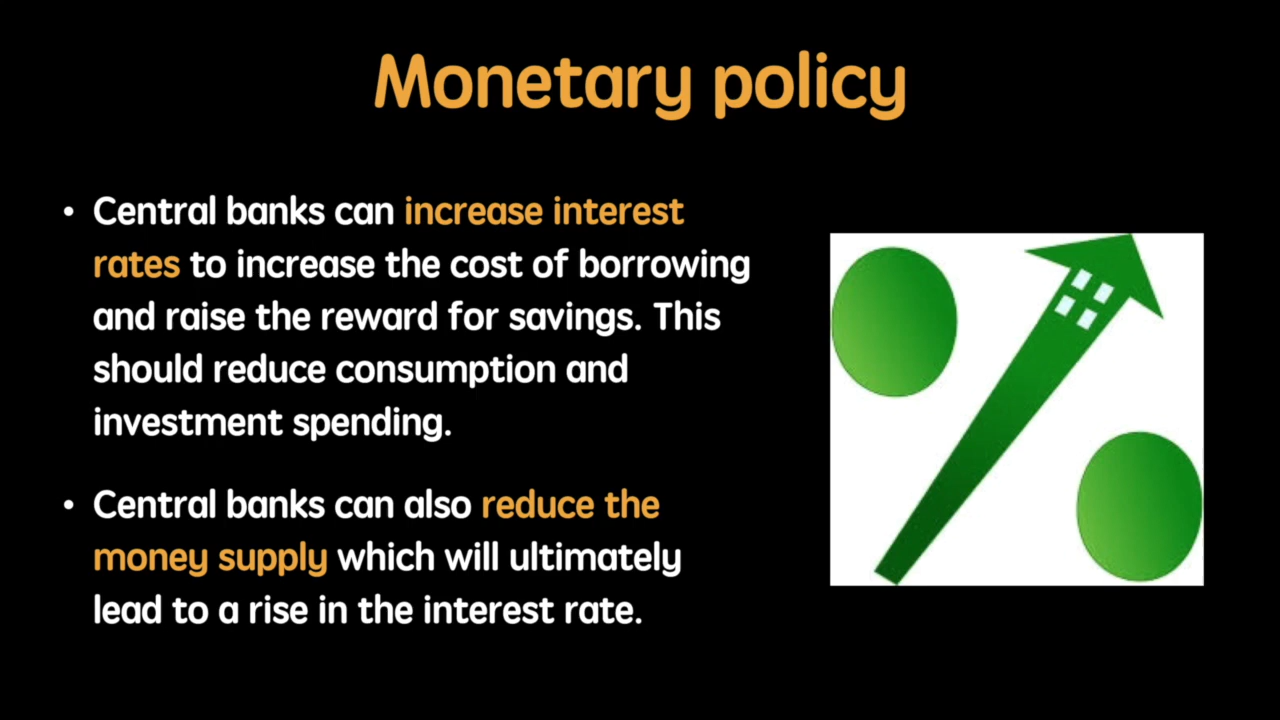 Monetary policy
• Central banks can increase interest
rates to increase the cost of borrowing
and raise the reward for savings. This
should reduce consumption and
investment spending.
• Central banks can also reduce the
money supply which will ultimately
lead to a rise in the interest rate.